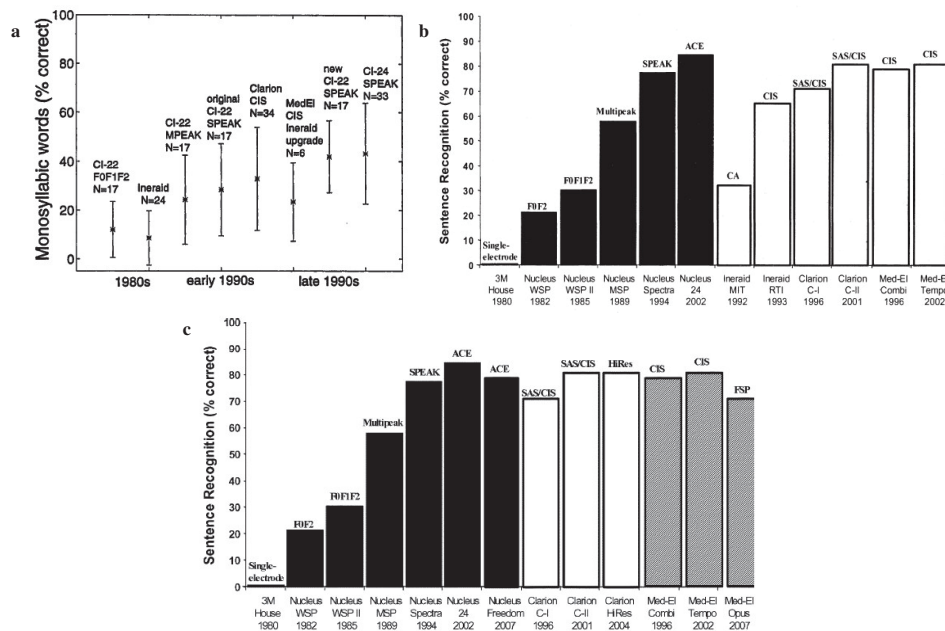 a
Monosyllabic words (% correct)
100
80
60
40
20
0
CI-22
F0F1F2
N=17
Ineraid
N=24
CI-22
MPEAK
N=17
original
CI-22
SPEAK
N=17
Clarion
CIS
N=34
MedEl
CIS
Ineraid
upgrade
N=6
new
CI-22
SPEAK
N=17
CI-24
SPEAK
N=33
1980s
early 1990s
late 1990s
b
Sentence Recognition (% correct)
100
90
80
70
60
50
40
30
20
10
0
Single-
electrode
F0F2
F0F1F2
Multipeak
SPEAK
ACE
CA
CIS
SAS/CIS
SAS/CIS
CIS
CIS
3M
House
1980
Nucleus
WSP
1982
Nucleus
WSP II
1985
Nucleus
MSP
1989
Nucleus
Spectra
1994
Nucleus
24
2002
Ineraid
MIT
1992
Ineraid
RTI
1993
Clarion
C-I
1996
Clarion
C-II
2001
Med-El
Combi
1996
Med-El
Tempo
2002
c
Sentence Recognition (% correct)
100
90
80
70
60
50
40
30
20
10
0
Single-
electrode
F0F2
F0F1F2
Multipeak
SPEAK
ACE
ACE
SAS/CIS
SAS/CIS
HiRes
CIS
CIS
FSP
3M
House
1980
Nucleus
WSP
1982
Nucleus
WSP II
1985
Nucleus
MSP
1989
Nucleus
Spectra
1994
Nucleus
24
2002
Nucleus
Freedom
2007
Clarion
C-I
1996
Clarion
C-II
2001
Clarion
HiRes
2004
Med-El
Combi
1996
Med-El
Tempo
2002
Med-El
Opus
2007